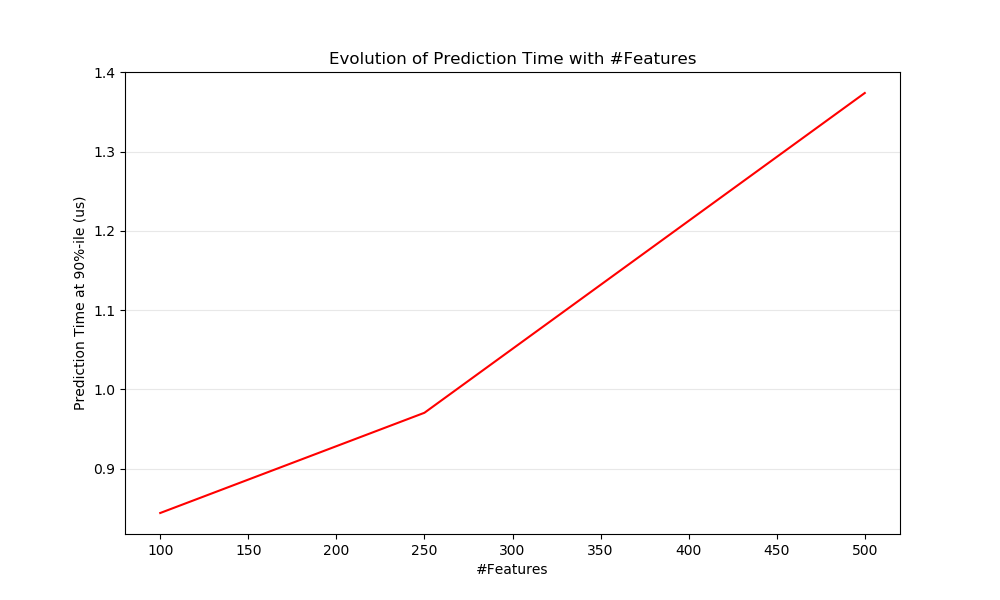 Evolution of Prediction Time with #Features
Prediction Time at 90%-ile (us)
1.4
1.3
1.2
1.1
1.0
0.9
100 150 200 250 300 350 400 450 500
#Features